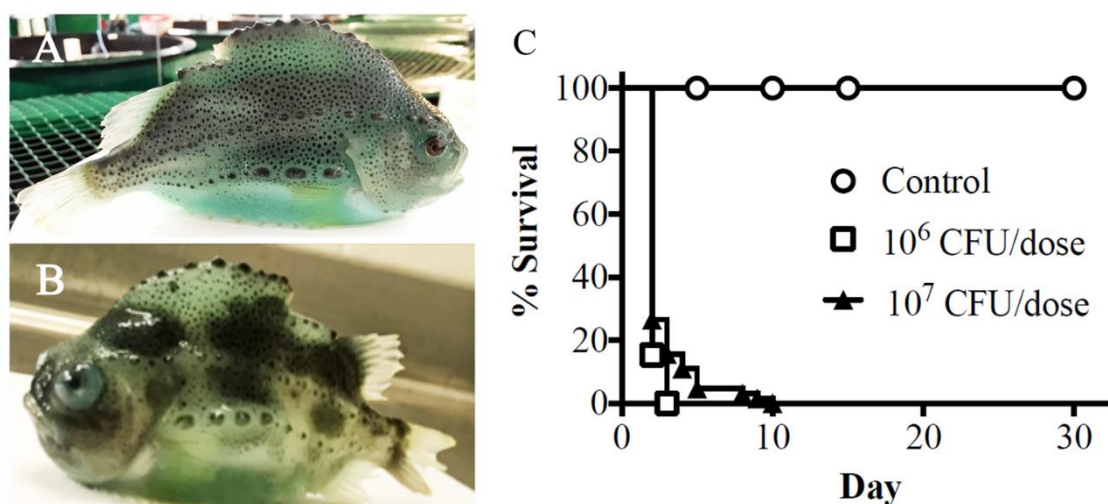 A
B
C
% Survival
100
80
60
40
20
0
0
10
20
30
Day
Control
10⁶ CFU/dose
10⁷ CFU/dose